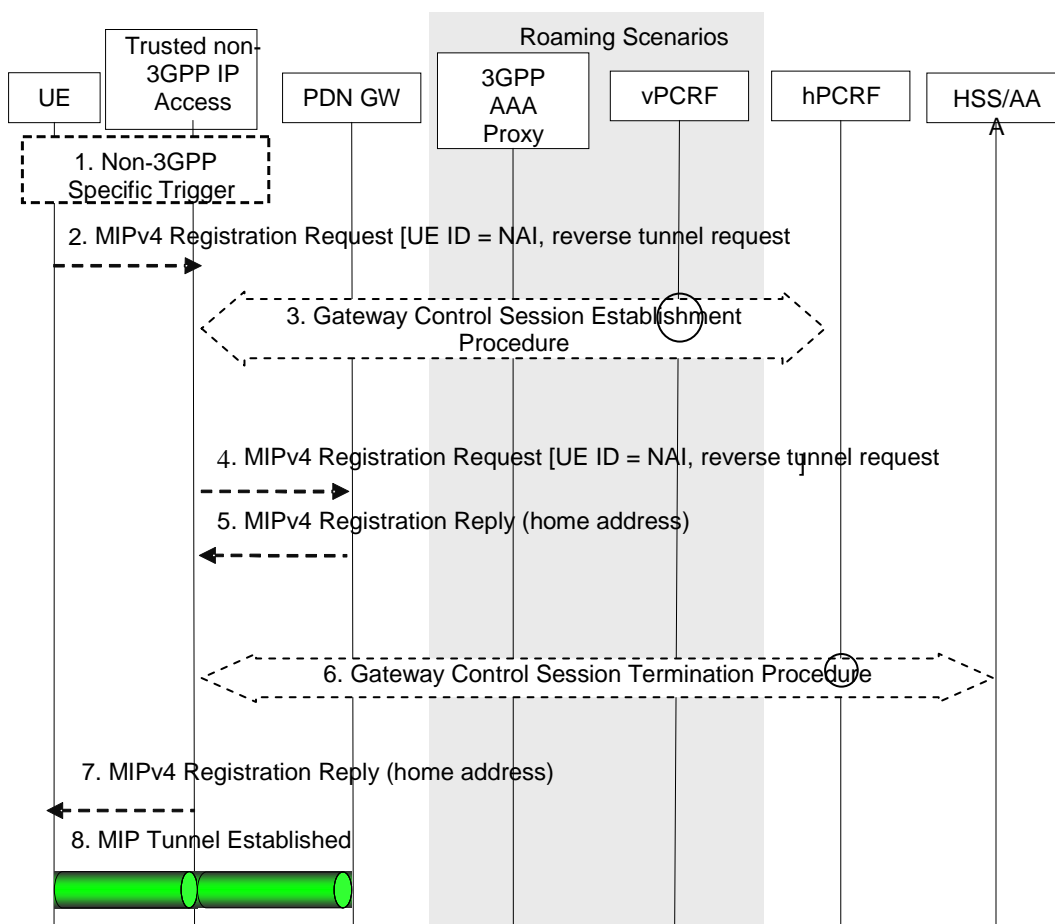 Roaming Scenarios
UE
Trusted non-
3GPP IP
Access
PDN GW
3GPP
AAA
Proxy
vPCRF
hPCRF
HSS/AA
A
1. Non-3GPP
Specific Trigger
2. MIPv4 Registration Request [UE ID = NAI, reverse tunnel request
3. Gateway Control Session Establishment
Procedure
4. MIPv4 Registration Request [UE ID = NAI, reverse tunnel request
]
5. MIPv4 Registration Reply (home address)
6. Gateway Control Session Termination Procedure
7. MIPv4 Registration Reply (home address)
8. MIP Tunnel Established